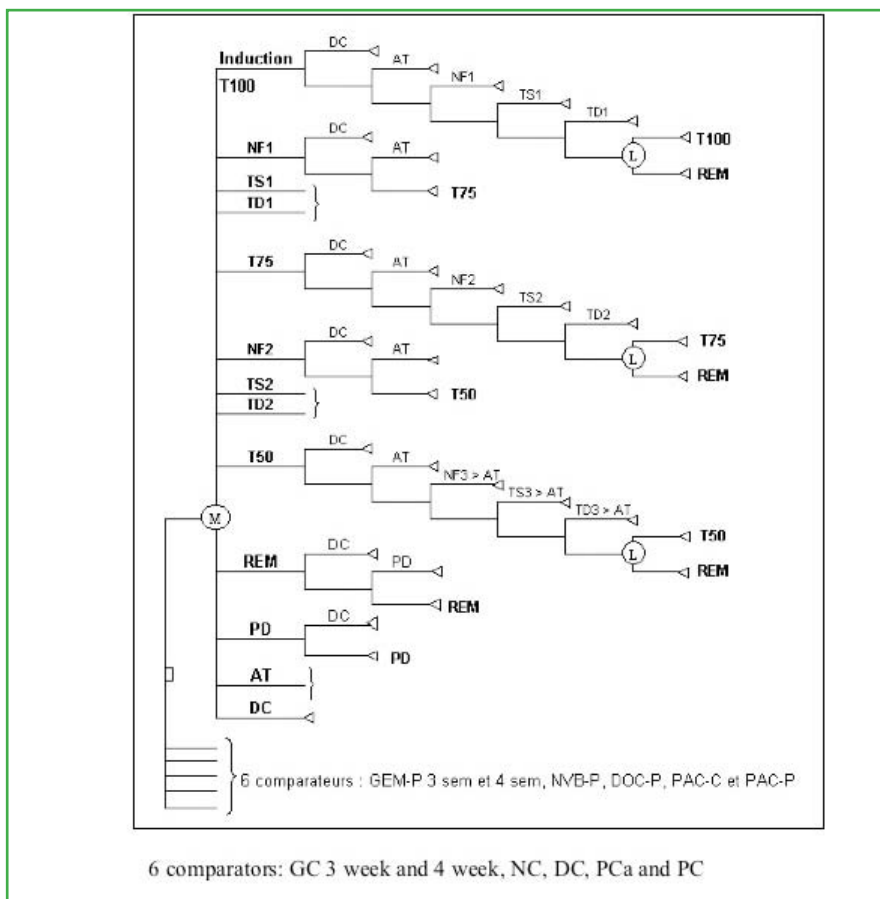 DC
Induction
AT
T100
NF1
TS1
TD1
DC
T100
L
NF1
AT
REM
TS1
T75
TD1
DC
T75
AT
NF2
TS2
TD2
DC
T75
NF2
AT
L
REM
TS2
T50
TD2
DC
T50
AT
NF3 > AT
TS3 > AT
TD3 > AT
M
T50
L
DC
REM
PD
REM
REM
DC
PD
PD
AT
DC
6 comparateurs : GEM-P 3 sem et 4 sem, NVB-P, DOC-P, PAC-C et PAC-P
6 comparators: GC 3 week and 4 week, NC, DC, PCa and PC